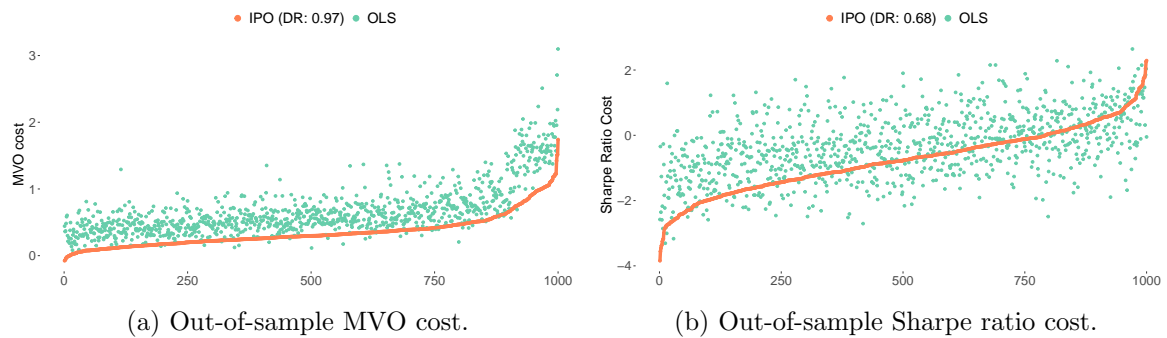 IPO (DR: 0.97) OLS
MVO cost
3
2
1
0
0 250 500 750 1000
(a) Out-of-sample MVO cost.
IPO (DR: 0.68) OLS
Sharpe Ratio Cost
2
0
−2
−4
0 250 500 750 1000
(b) Out-of-sample Sharpe ratio cost.